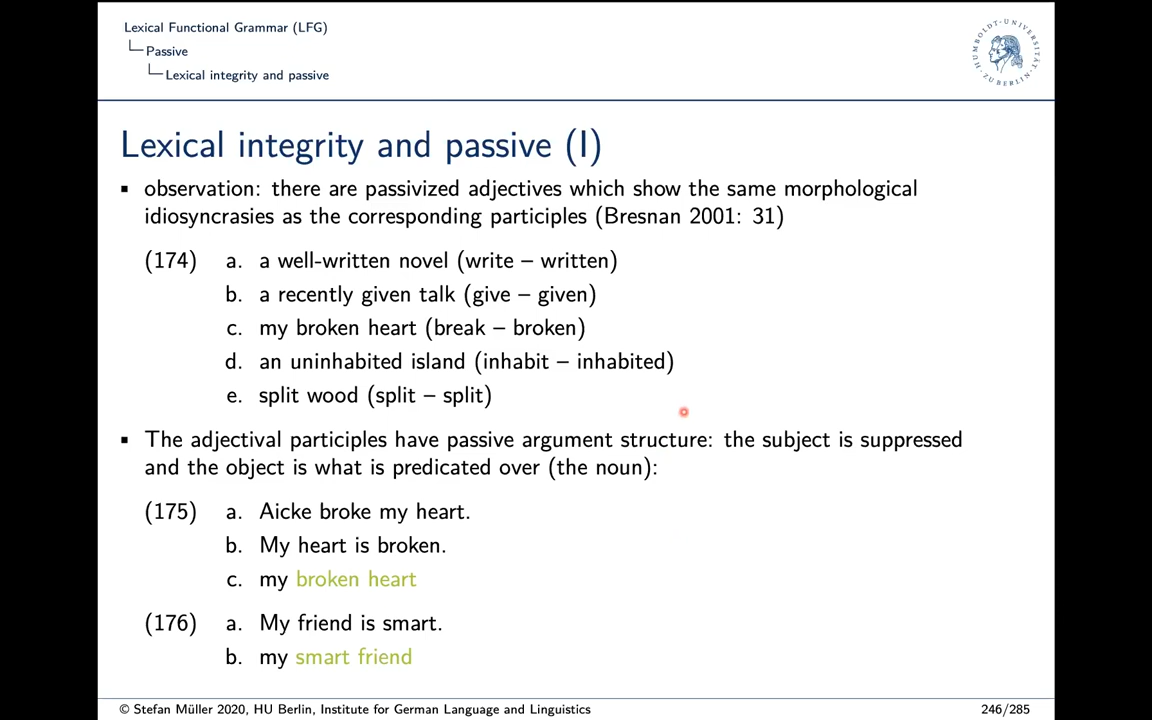 Lexical Functional Grammar (LFG)
Passive
Lexical integrity and passive
HUMBOLDT-UNIVERSITÄT
ZU BERLIN
Lexical integrity and passive (I)
▪ observation: there are passivized adjectives which show the same morphological
idiosyncrasies as the corresponding participles (Bresnan 2001: 31)
(174) a. a well-written novel (write – written)
b. a recently given talk (give – given)
c. my broken heart (break – broken)
d. an uninhabited island (inhabit – inhabited)
e. split wood (split – split)
▪ The adjectival participles have passive argument structure: the subject is suppressed
and the object is what is predicated over (the noun):
(175) a. Aicke broke my heart.
b. My heart is broken.
c. my broken heart
(176) a. My friend is smart.
b. my smart friend
© Stefan Müller 2020, HU Berlin, Institute for German Language and Linguistics 246/285